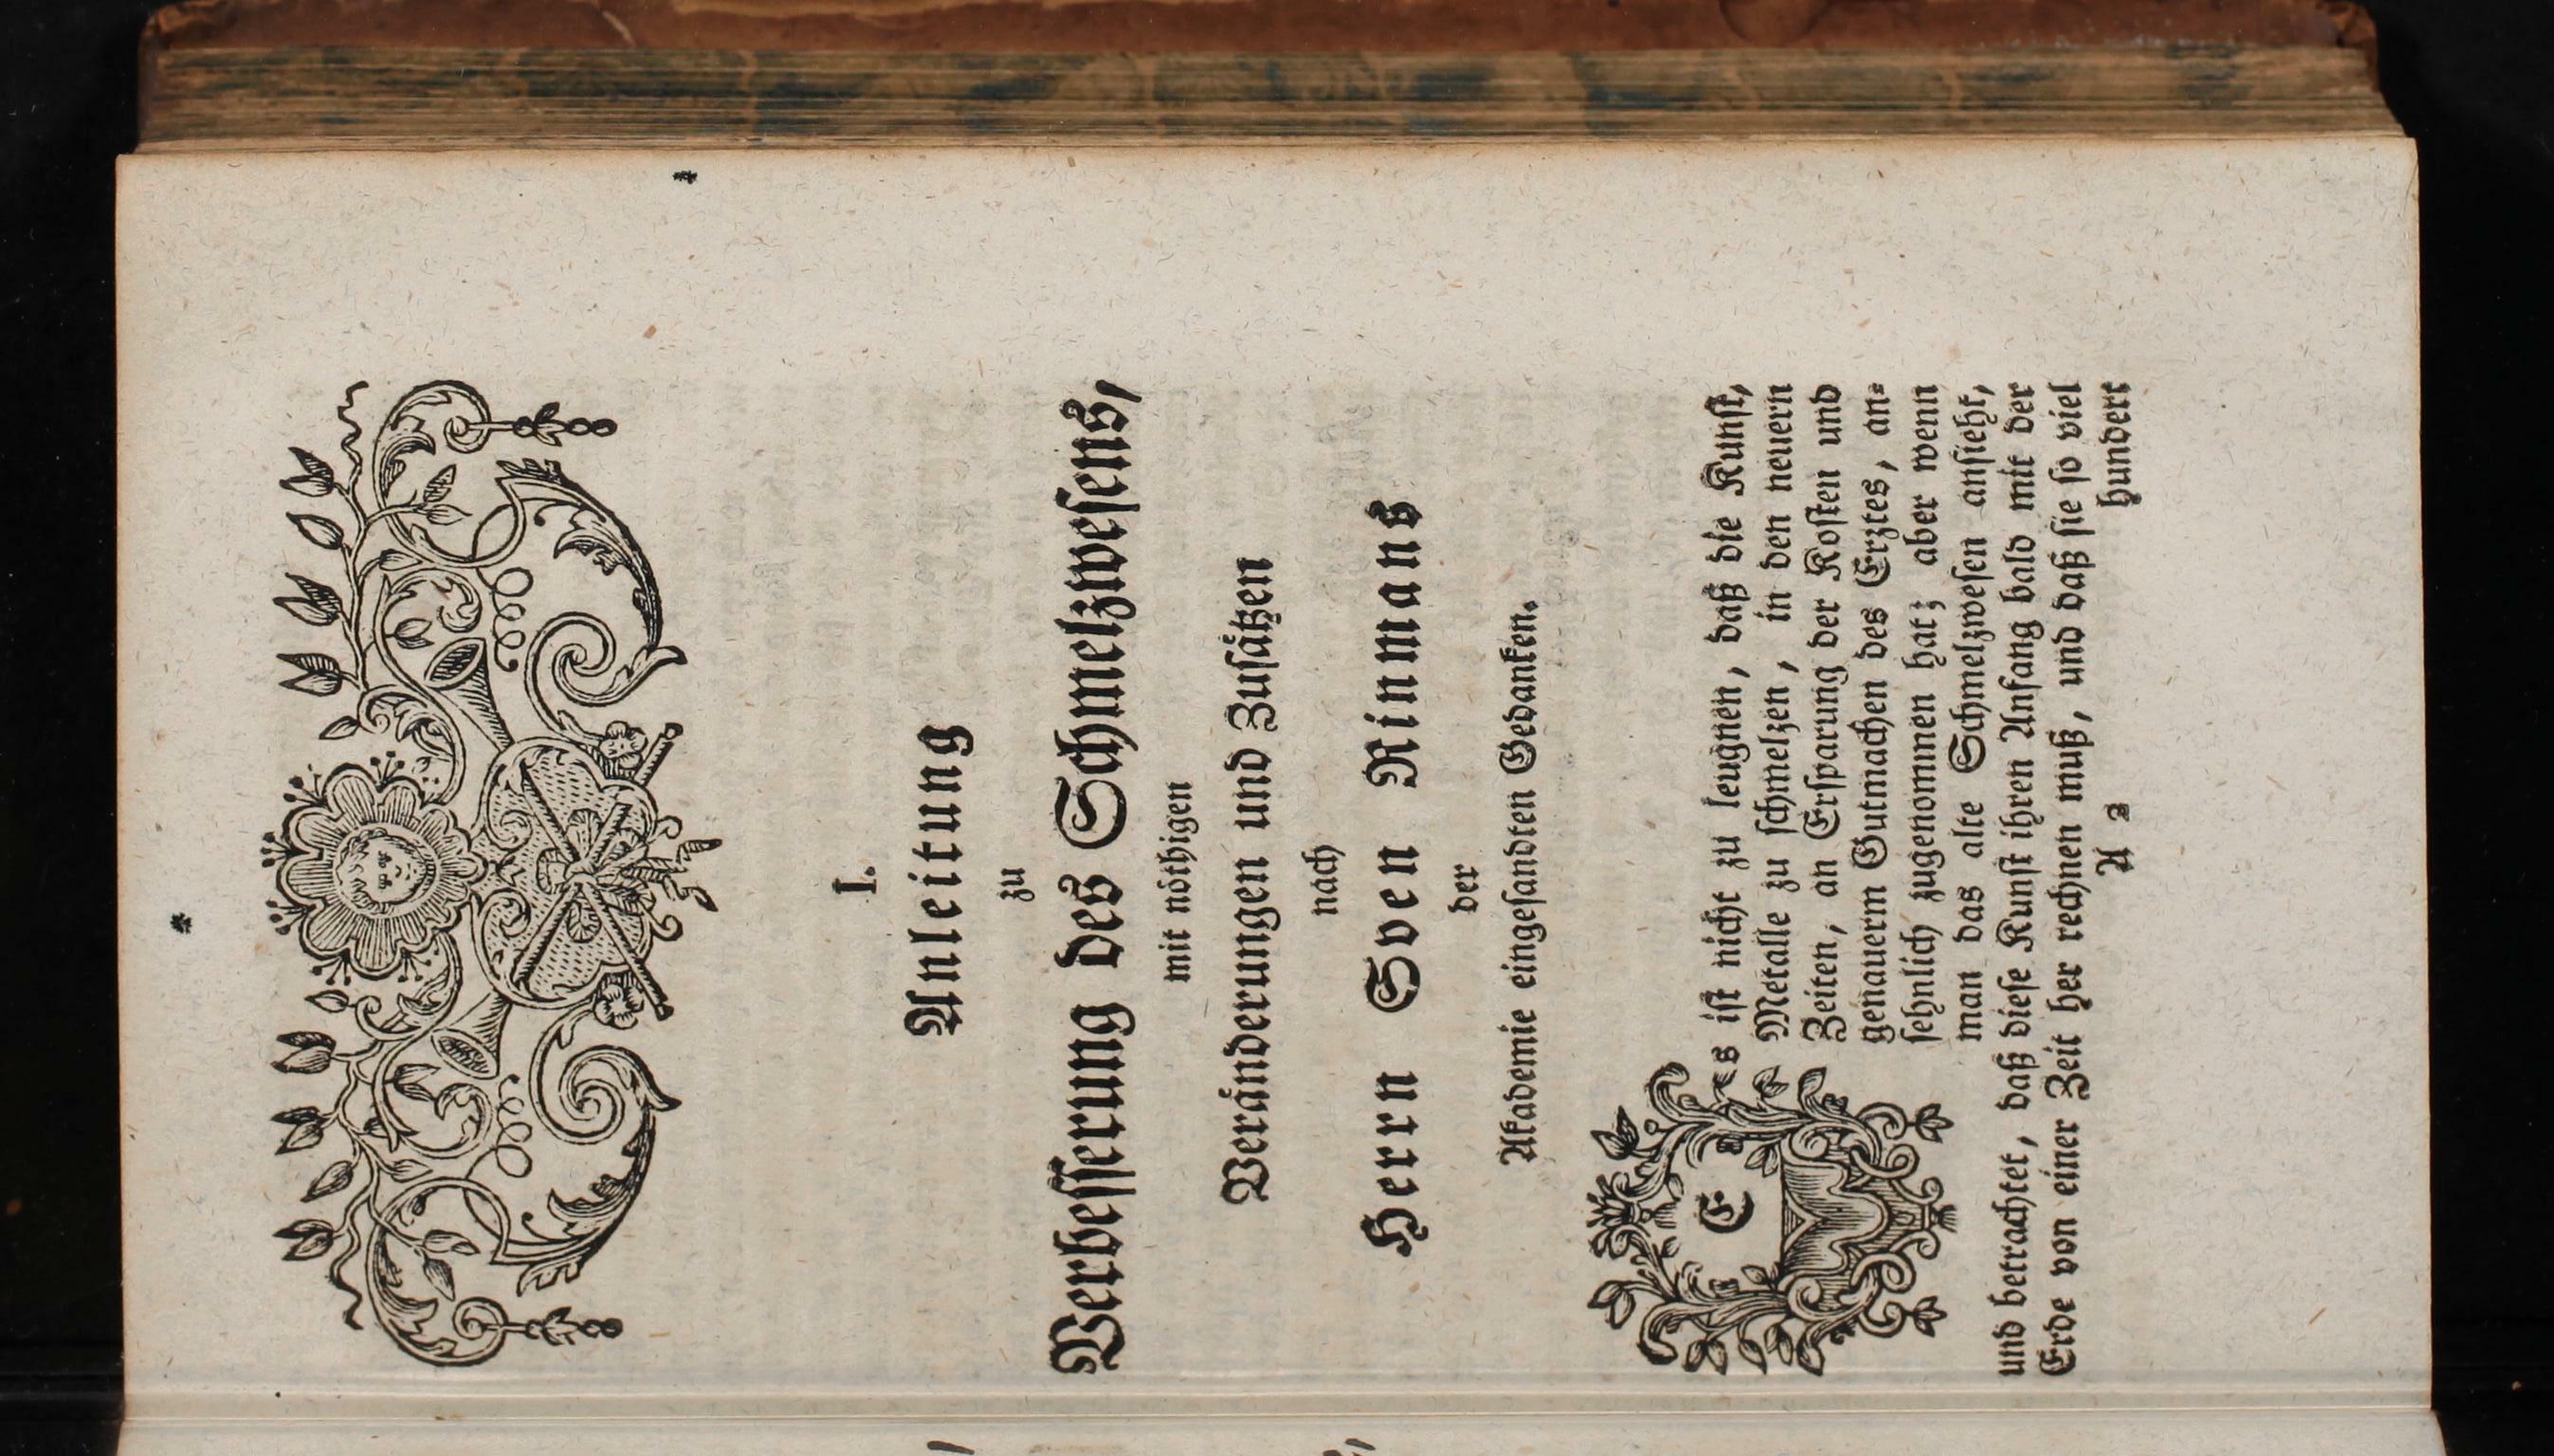 I.
Anleitung
zu
Verbesserung des Schmelzwesens,
mit nöthigen
Veränderungen und Zusätzen
nach
Herrn Sven Rinmans
der
Akademie eingesandten Gedanken.
Es ist nicht zu leugnen, daß die Kunst,
Metalle zu schmelzen, in den neuern
Zeiten, an Ersparung der Kosten und
genauerm Gutmachen des Erztes, an-
sehnlich zugenommen hat; aber wenn
man das alte Schmelzwesen ansieht,
und betrachtet, daß diese Kunst ihren Anfang bald mit der
Erde von einer Zeit her rechnen muß, und daß sie so viel
A 2 hundert